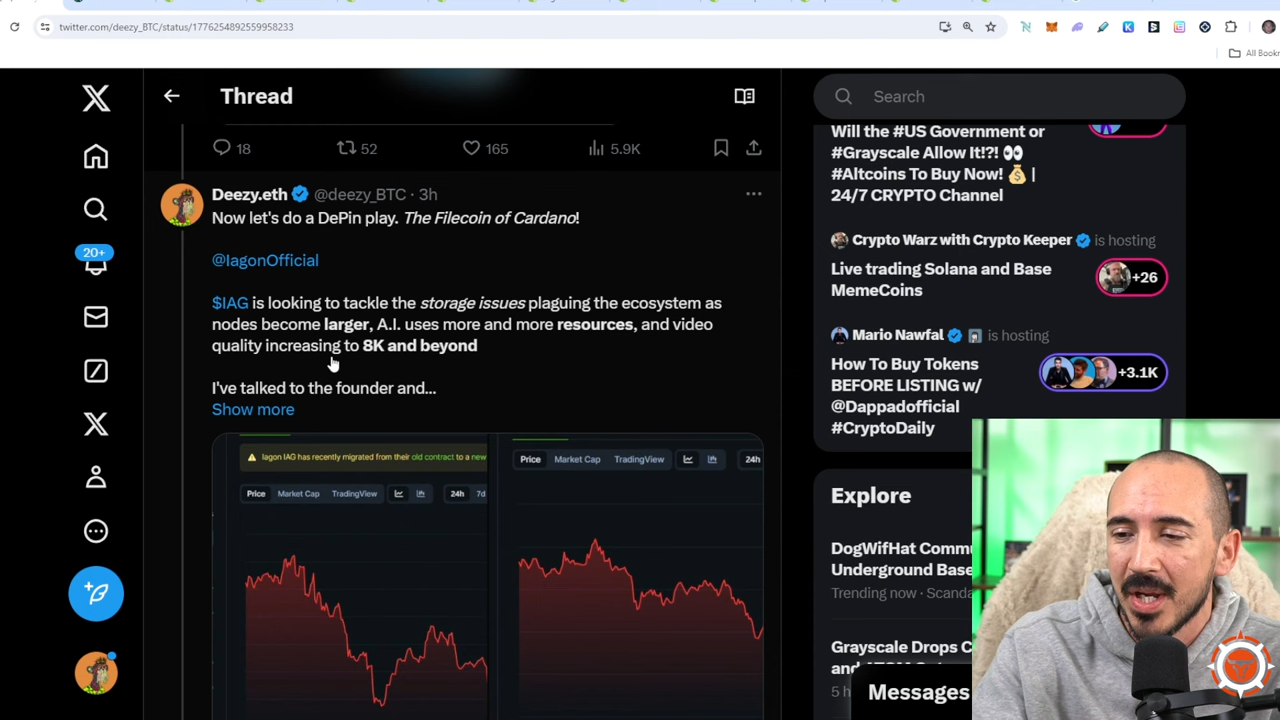 twitter.com/deezy_BTC/status/1776254892559958233
All Bookm
Thread
18
52
165
5.9K
Deezy.eth @deezy_BTC · 3h
Now let's do a DePin play. The Filecoin of Cardano!
@IagonOfficial
$IAG is looking to tackle the storage issues plaguing the ecosystem as
nodes become larger, A.I. uses more and more resources, and video
quality increasing to 8K and beyond
I've talked to the founder and...
Show more
Iagon IAG has recently migrated from their old contract to a new
Price Market Cap TradingView 24h 7d
Price Market Cap TradingView 24h
20+
Search
Will the #US Government or
#Grayscale Allow It!?! 👀
#Altcoins To Buy Now! 💰 |
24/7 CRYPTO Channel
Crypto Warz with Crypto Keeper is hosting
Live trading Solana and Base
MemeCoins
+26
Mario Nawfal is hosting
How To Buy Tokens
BEFORE LISTING w/
@Dappadofficial
#CryptoDaily
+3.1K
Explore
DogWifHat Commu
Underground Base
Trending now · Scanda
Grayscale Drops C
5 h
Messages